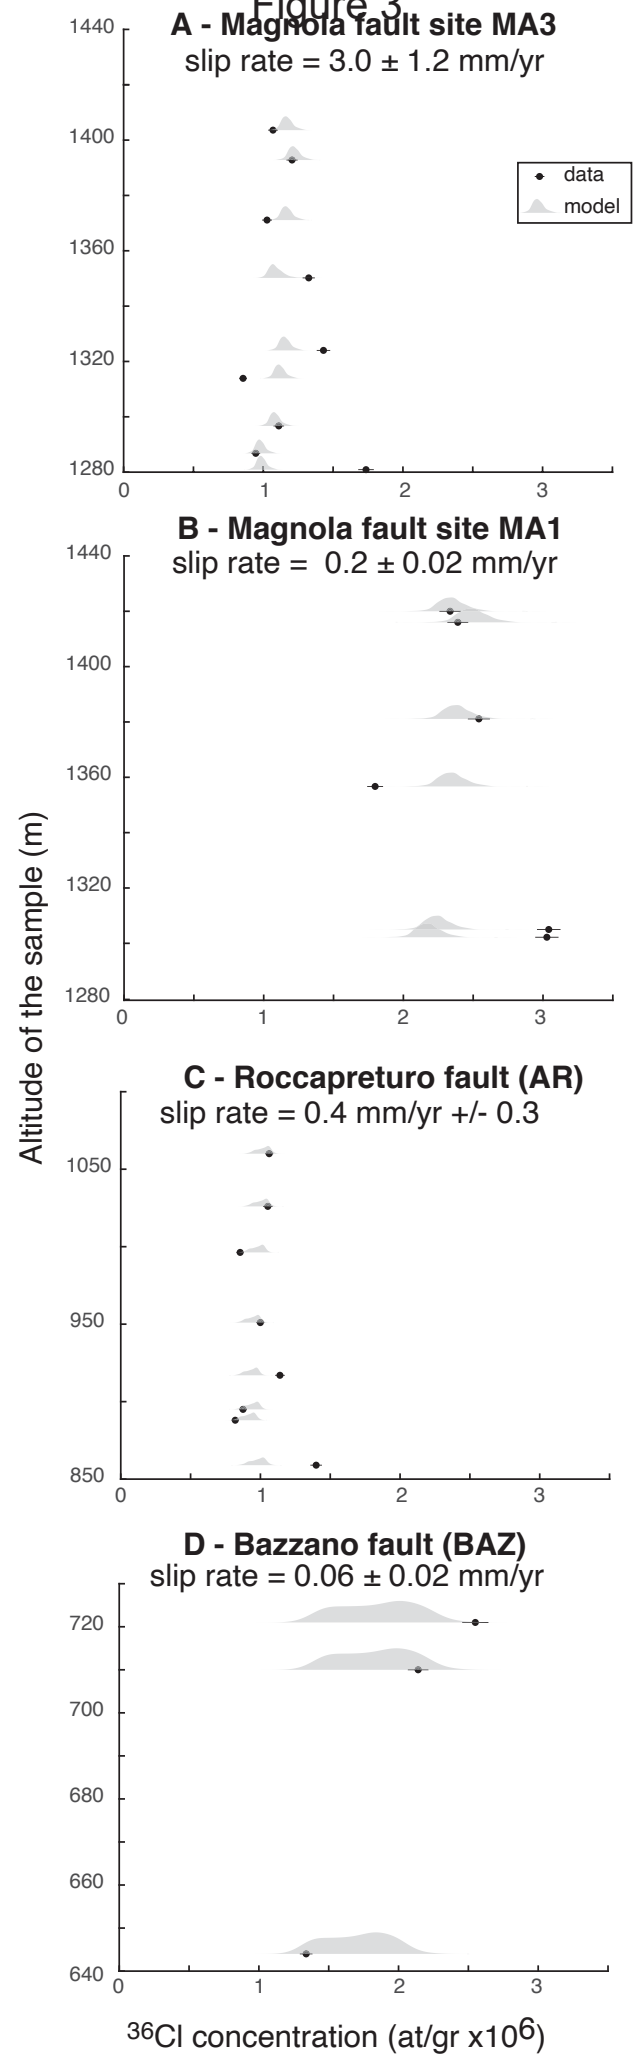 Figure 3
A - Magnola fault site MA3
slip rate = 3.0 ± 1.2 mm/yr
1440
1400
1360
1320
1280
data
model
0 1 2 3
B - Magnola fault site MA1
slip rate =  0.2 ± 0.02 mm/yr
1440
1400
1360
1320
1280
0 1 2 3
Altitude of the sample (m)
C - Roccapreturo fault (AR)
slip rate = 0.4 mm/yr +/- 0.3
1050
950
850
0 1 2 3
D - Bazzano fault (BAZ)
slip rate = 0.06 ± 0.02 mm/yr
720
700
680
660
640
0 1 2 3
³⁶Cl concentration (at/gr x10⁶)